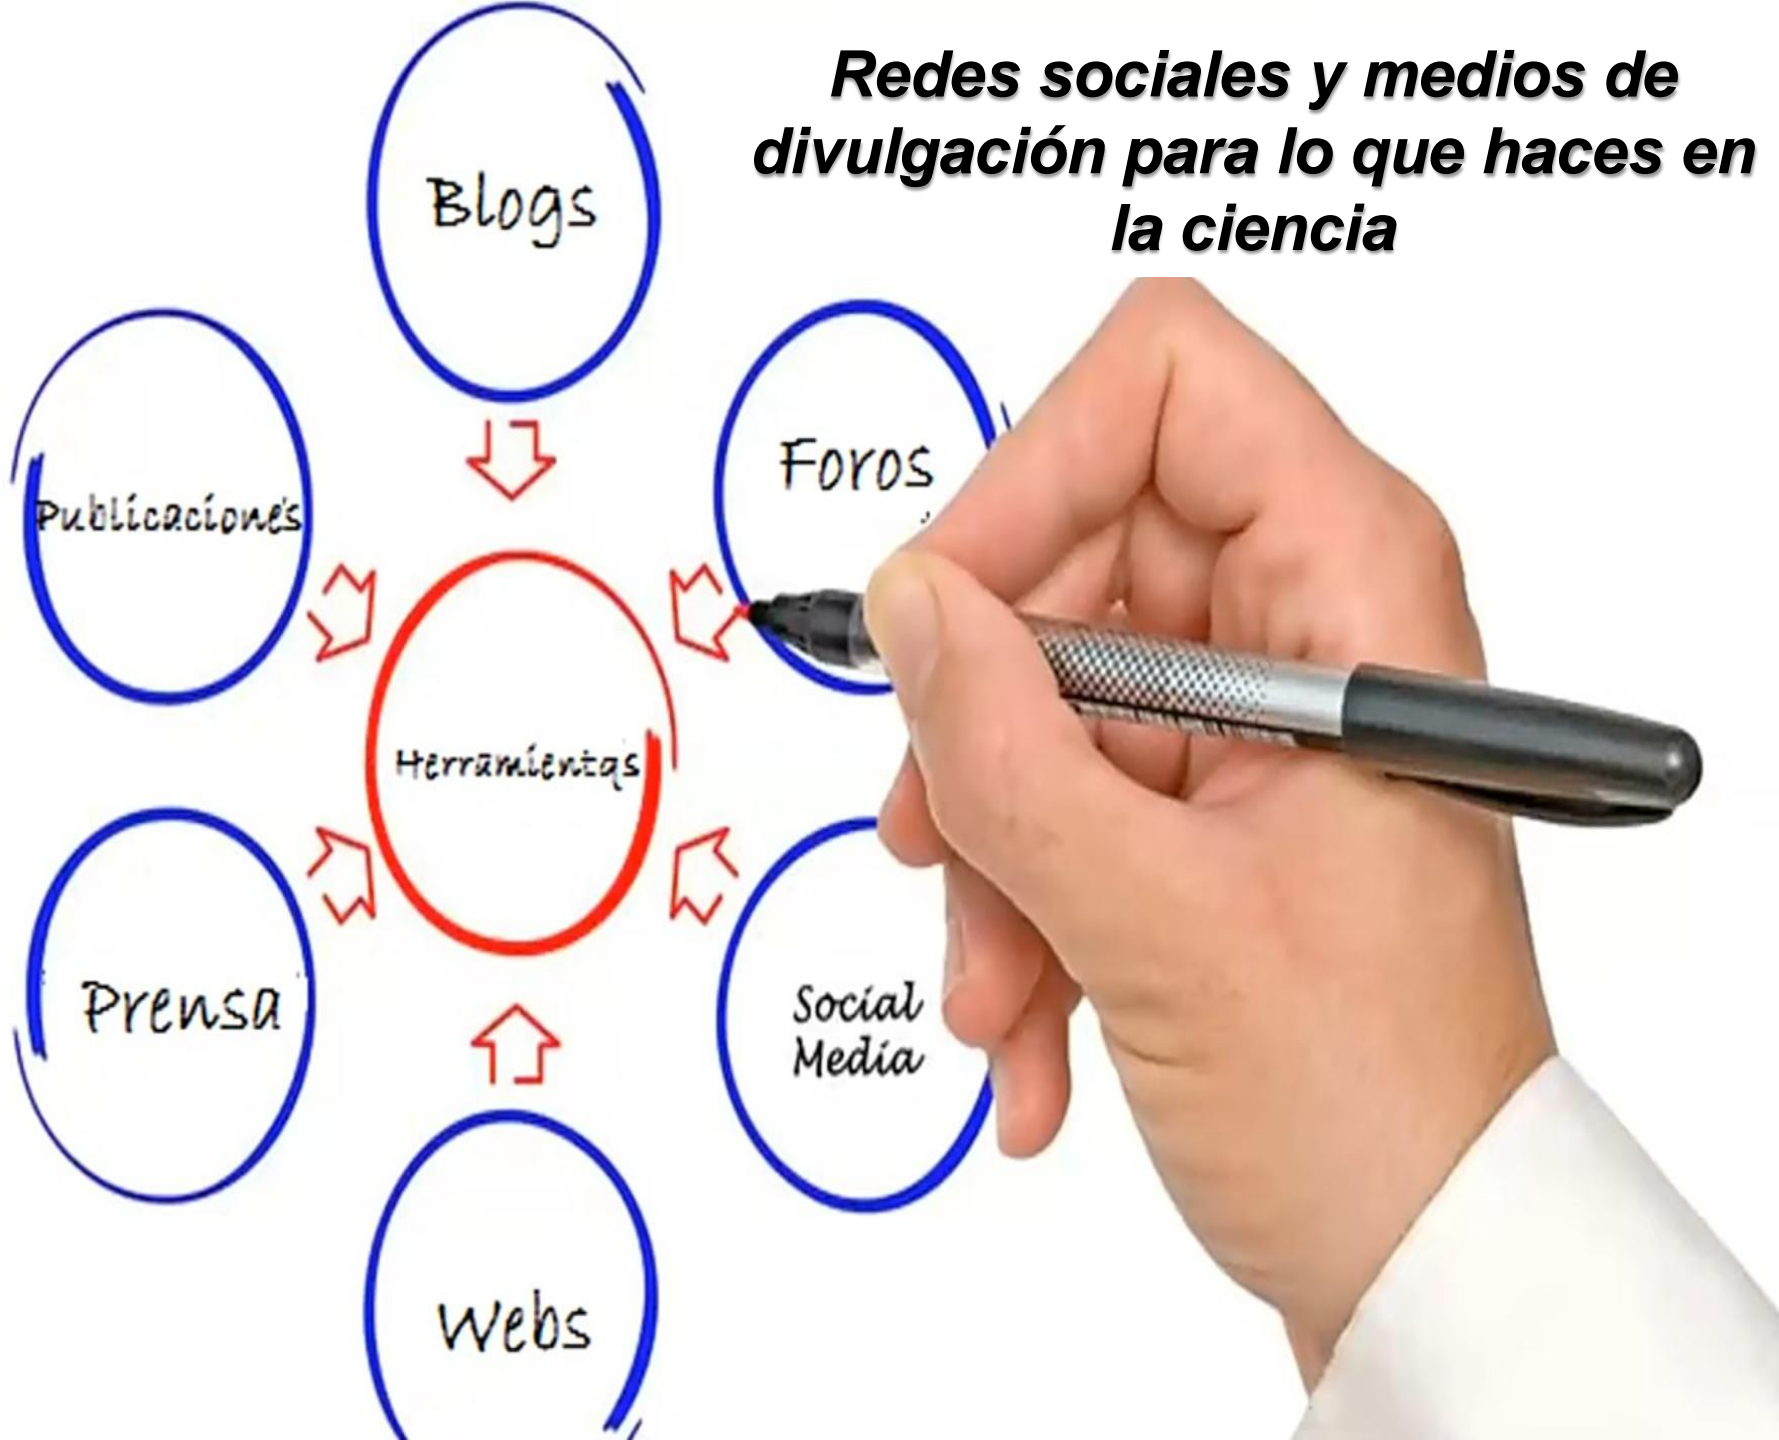 Redes sociales y medios de
divulgación para lo que haces en
la ciencia
Blogs
Foros
Publicaciones
Herramientas
Prensa
Social
Media
Webs